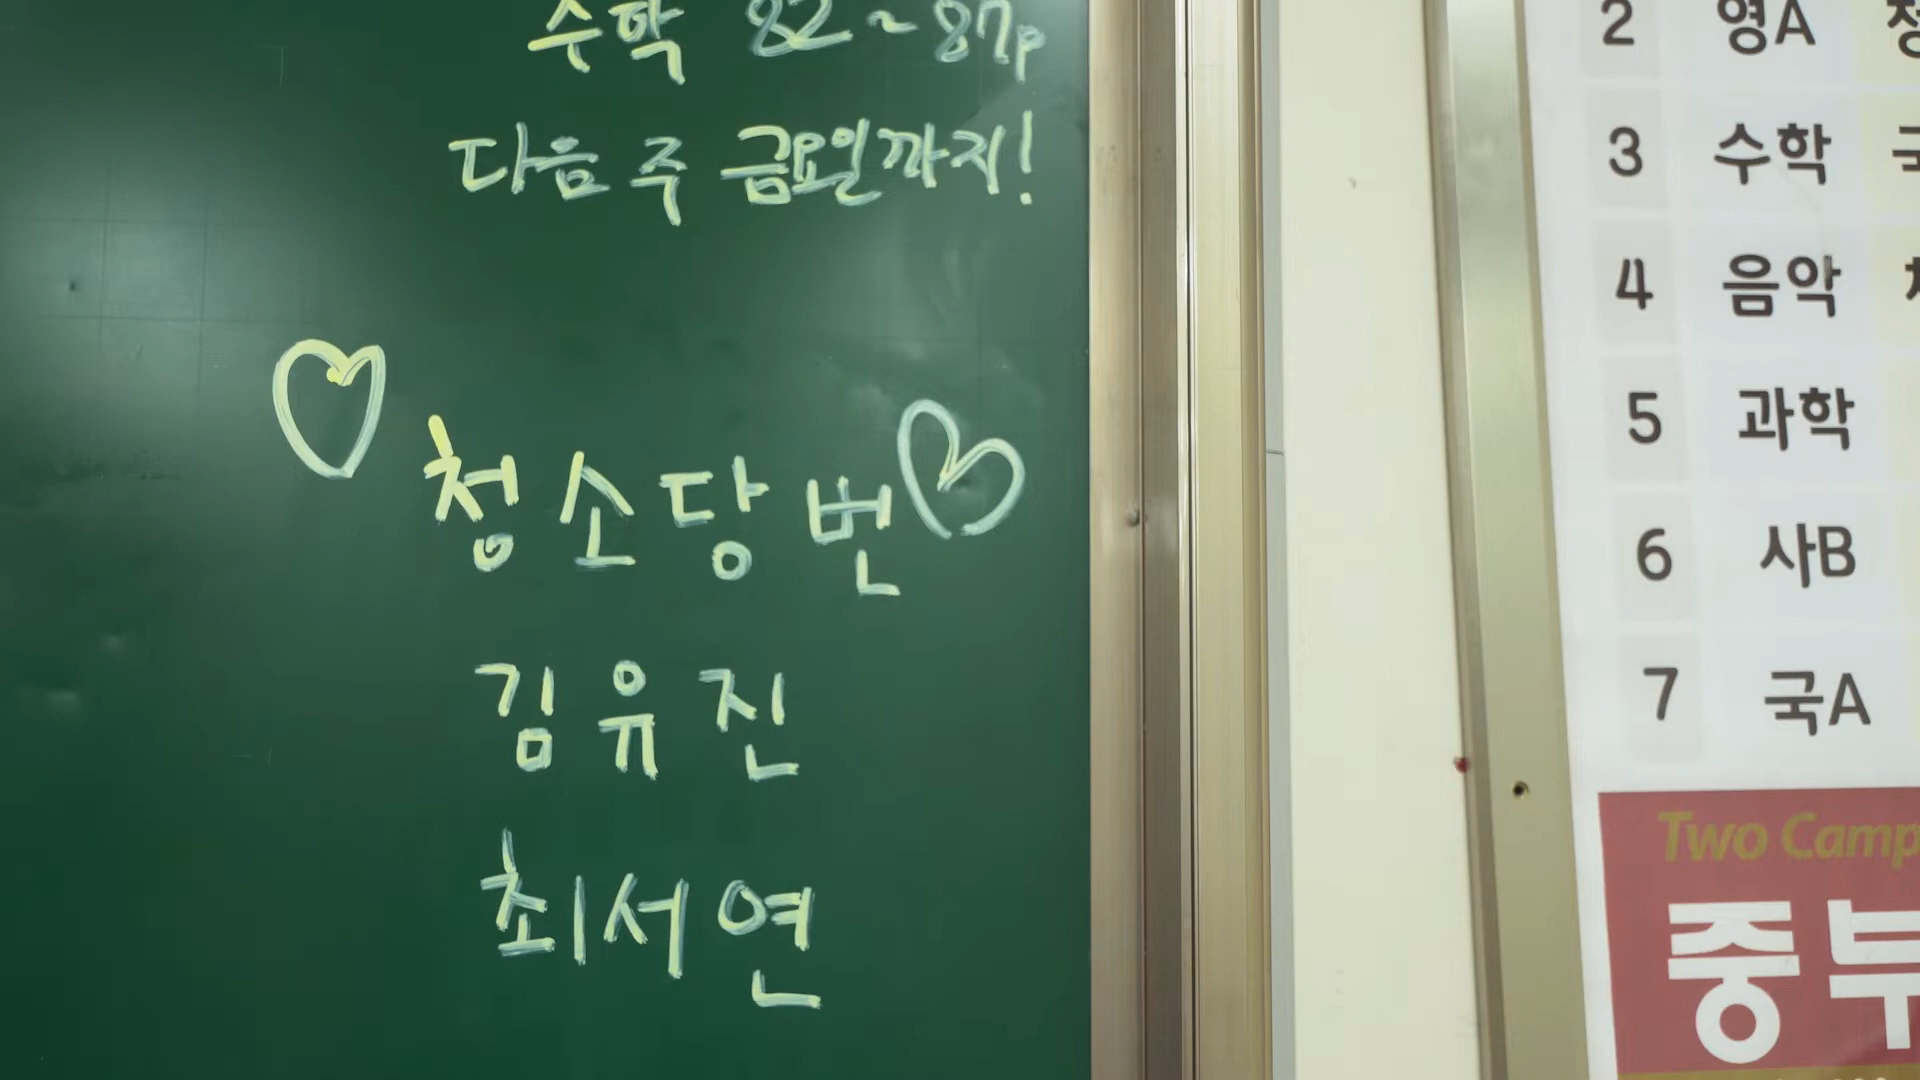 수학 82~87p
다음 주 금요일까지!
청소당번
김유진
최서연
2 영A
3 수학
4 음악
5 과학
6 사B
7 국A
Two Camp
중부